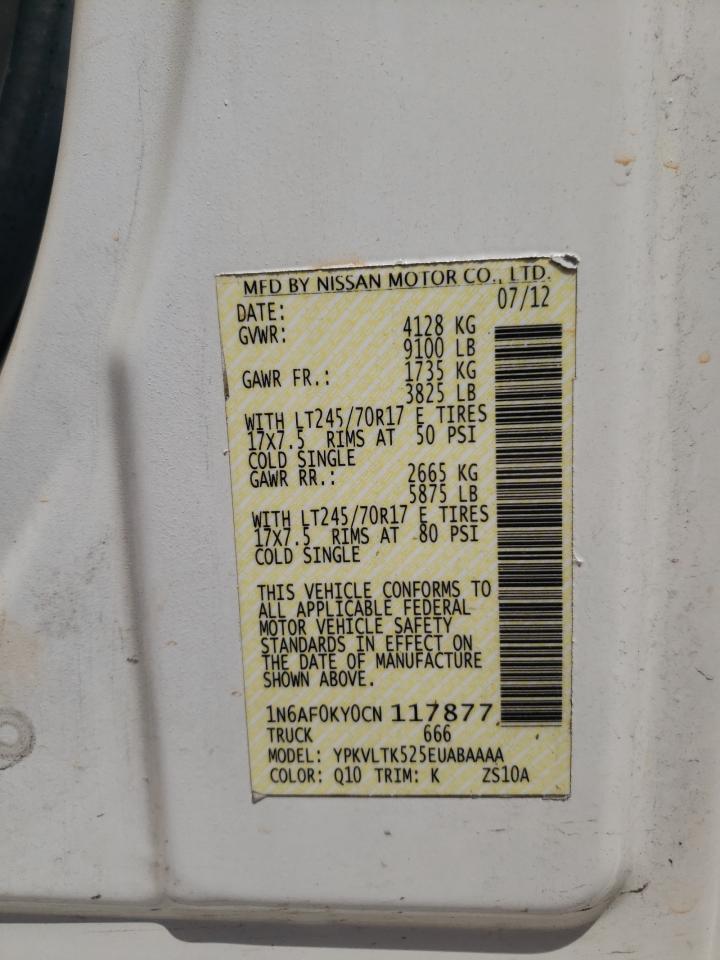 MFD BY NISSAN MOTOR CO., LTD.
DATE: 07/12
GVWR: 4128 KG
9100 LB
GAWR FR.: 1735 KG
3825 LB
WITH LT245/70R17 E TIRES
17X7.5 RIMS AT 50 PSI
COLD SINGLE
GAWR RR.: 2665 KG
5875 LB
WITH LT245/70R17 E TIRES
17X7.5 RIMS AT 80 PSI
COLD SINGLE
THIS VEHICLE CONFORMS TO
ALL APPLICABLE FEDERAL
MOTOR VEHICLE SAFETY
STANDARDS IN EFFECT ON
THE DATE OF MANUFACTURE
SHOWN ABOVE.
1N6AF0KY0CN 117877
TRUCK 666
MODEL: YPKVLTK525EUABAAAA
COLOR: Q10 TRIM: K ZS10A